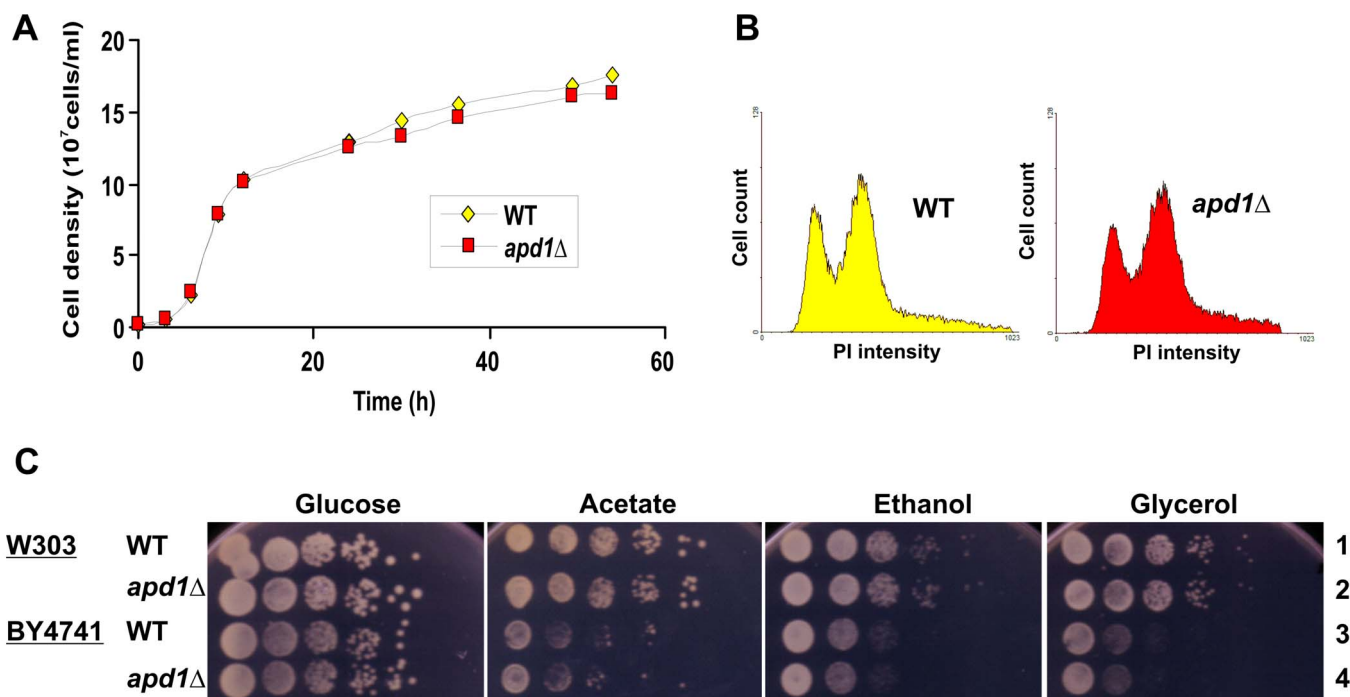 A
Cell density (10⁷cells/ml)
20
15
10
5
0
0 20 40 60
Time (h)
WT
apd1Δ
B
128
Cell count
0
WT
0 1023
PI intensity
128
Cell count
0
apd1Δ
0 1023
PI intensity
C
Glucose Acetate Ethanol Glycerol
W303 WT 1
apd1Δ 2
BY4741 WT 3
apd1Δ 4